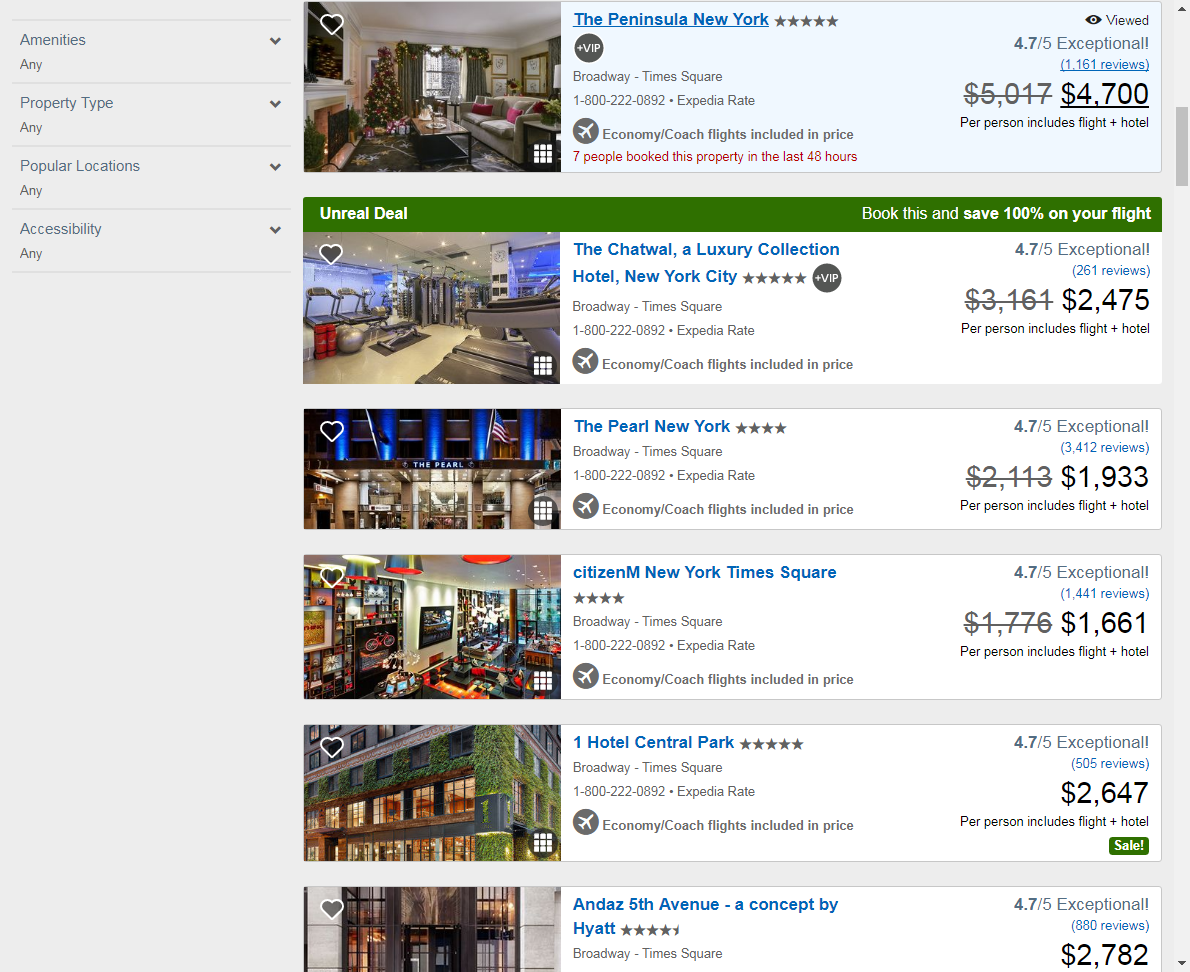 Amenities
Any
Property Type
Any
Popular Locations
Any
Accessibility
Any
The Peninsula New York
+VIP
Broadway - Times Square
1-800-222-0892 • Expedia Rate
Economy/Coach flights included in price
7 people booked this property in the last 48 hours
Viewed
4.7/5 Exceptional!
(1,161 reviews)
$5,017 $4,700
Per person includes flight + hotel
Unreal Deal
Book this and save 100% on your flight
The Chatwal, a Luxury Collection
Hotel, New York City +VIP
Broadway - Times Square
1-800-222-0892 • Expedia Rate
Economy/Coach flights included in price
4.7/5 Exceptional!
(261 reviews)
$3,161 $2,475
Per person includes flight + hotel
THE PEARL
The Pearl New York
Broadway - Times Square
1-800-222-0892 • Expedia Rate
Economy/Coach flights included in price
4.7/5 Exceptional!
(3,412 reviews)
$2,113 $1,933
Per person includes flight + hotel
citizenM New York Times Square
Broadway - Times Square
1-800-222-0892 • Expedia Rate
Economy/Coach flights included in price
4.7/5 Exceptional!
(1,441 reviews)
$1,776 $1,661
Per person includes flight + hotel
1 Hotel Central Park
Broadway - Times Square
1-800-222-0892 • Expedia Rate
Economy/Coach flights included in price
4.7/5 Exceptional!
(505 reviews)
$2,647
Per person includes flight + hotel
Sale!
Andaz 5th Avenue - a concept by
Hyatt
Broadway - Times Square
4.7/5 Exceptional!
(880 reviews)
$2,782